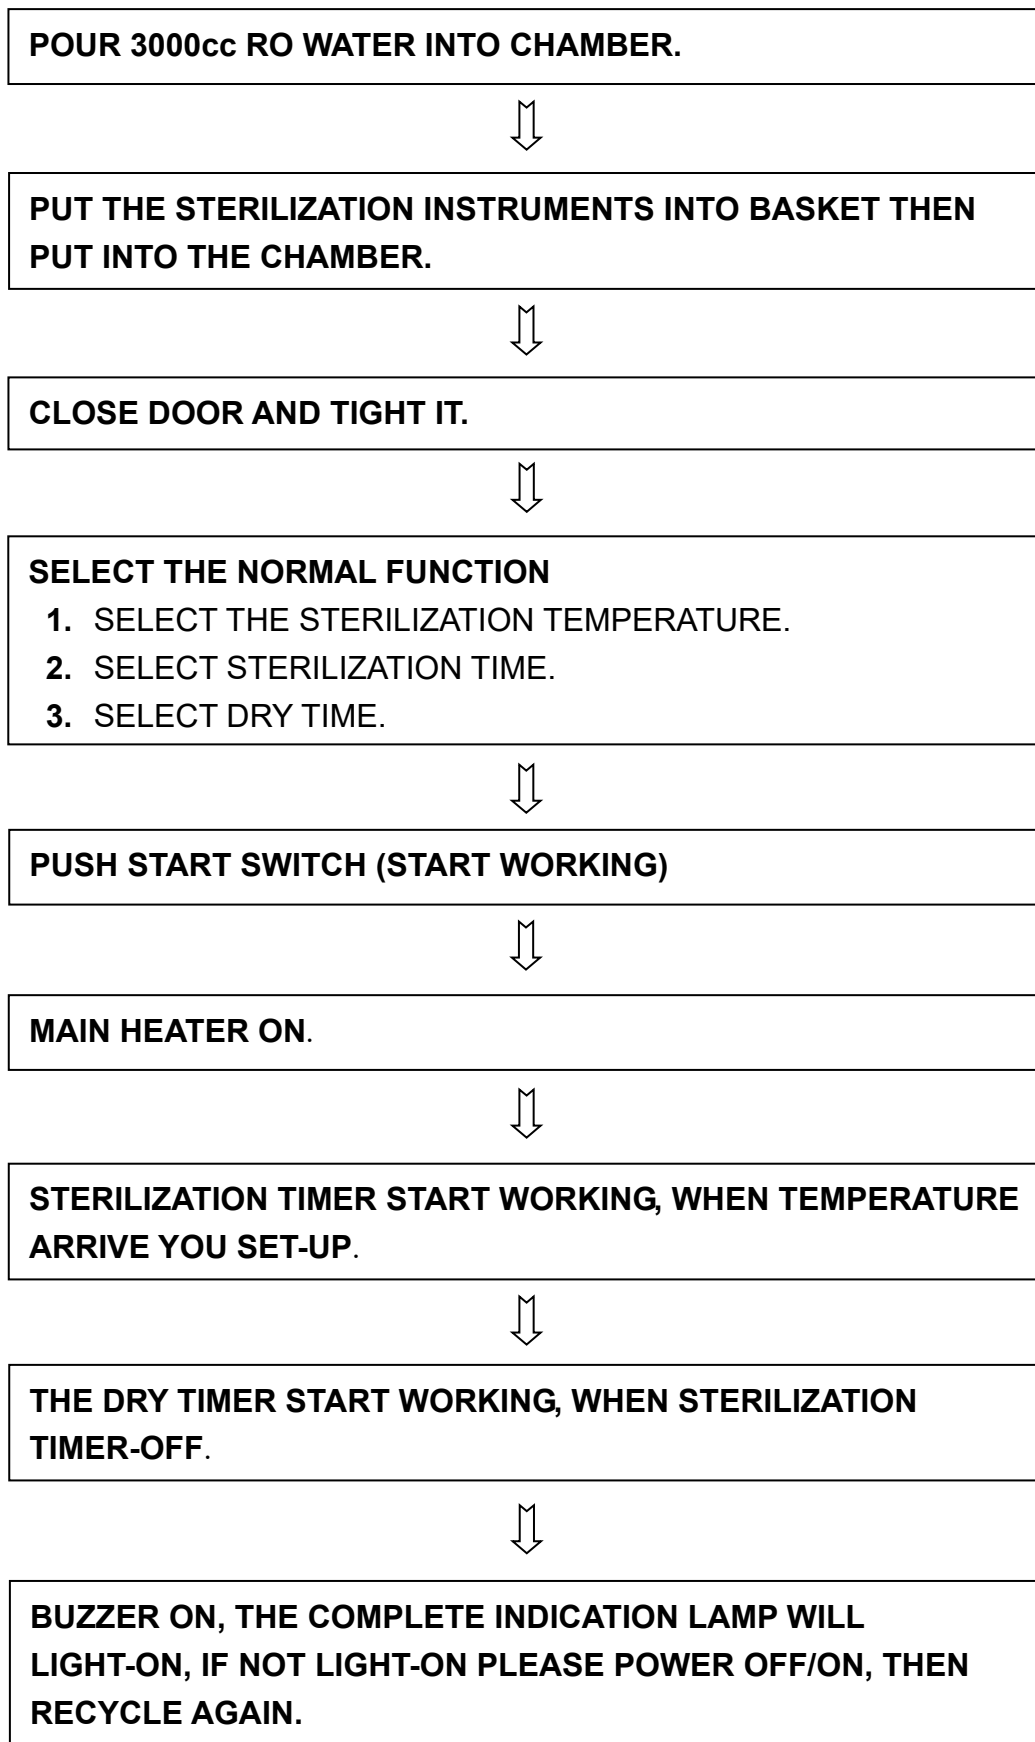 POUR 3000cc RO WATER INTO CHAMBER.
PUT THE STERILIZATION INSTRUMENTS INTO BASKET THEN
PUT INTO THE CHAMBER.
CLOSE DOOR AND TIGHT IT.
SELECT THE NORMAL FUNCTION
1. SELECT THE STERILIZATION TEMPERATURE.
2. SELECT STERILIZATION TIME.
3. SELECT DRY TIME.
PUSH START SWITCH (START WORKING)
MAIN HEATER ON.
STERILIZATION TIMER START WORKING, WHEN TEMPERATURE
ARRIVE YOU SET-UP.
THE DRY TIMER START WORKING, WHEN STERILIZATION
TIMER-OFF.
BUZZER ON, THE COMPLETE INDICATION LAMP WILL
LIGHT-ON, IF NOT LIGHT-ON PLEASE POWER OFF/ON, THEN
RECYCLE AGAIN.